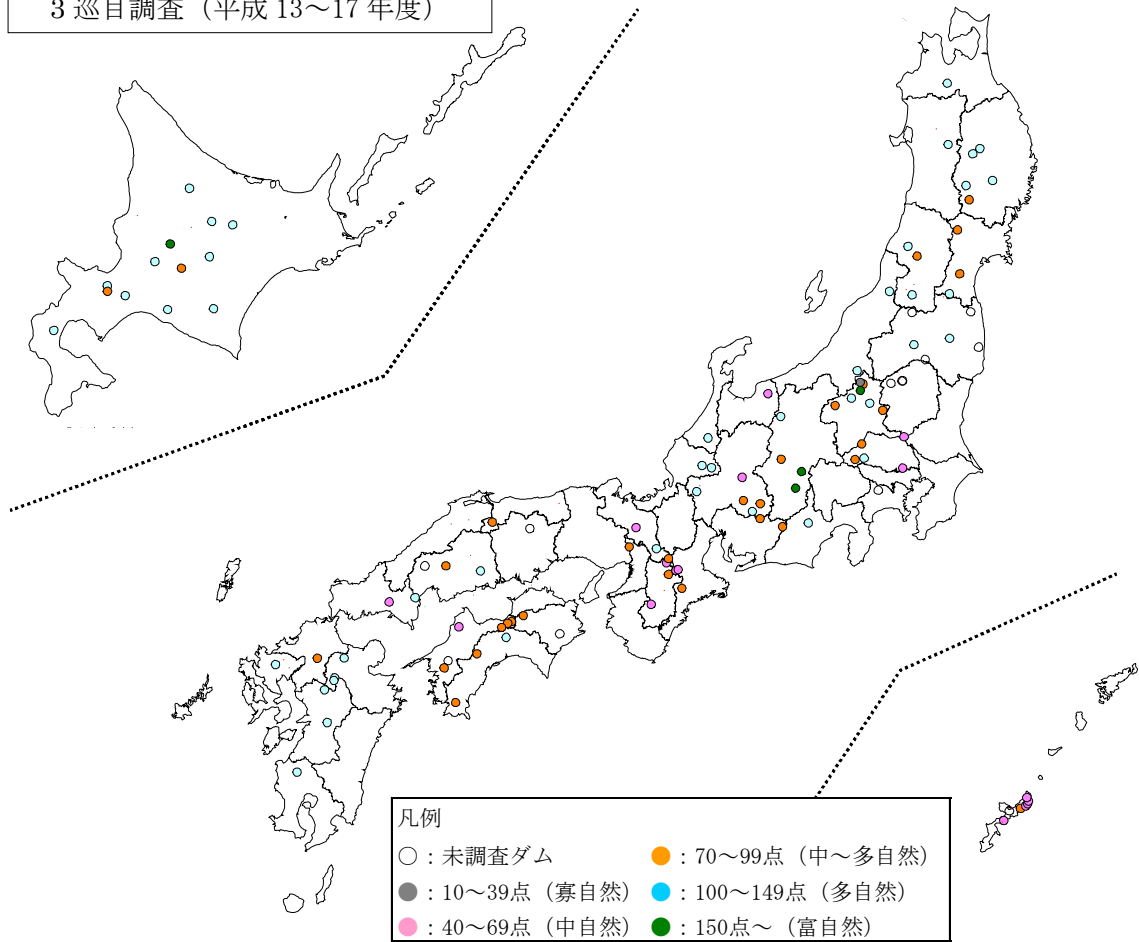 3 巡目調査（平成 13～17 年度）
凡例
○：未調査ダム
●：70～99点（中～多自然）
●：10～39点（寡自然）
●：100～149点（多自然）
●：40～69点（中自然）
●：150点～（富自然）